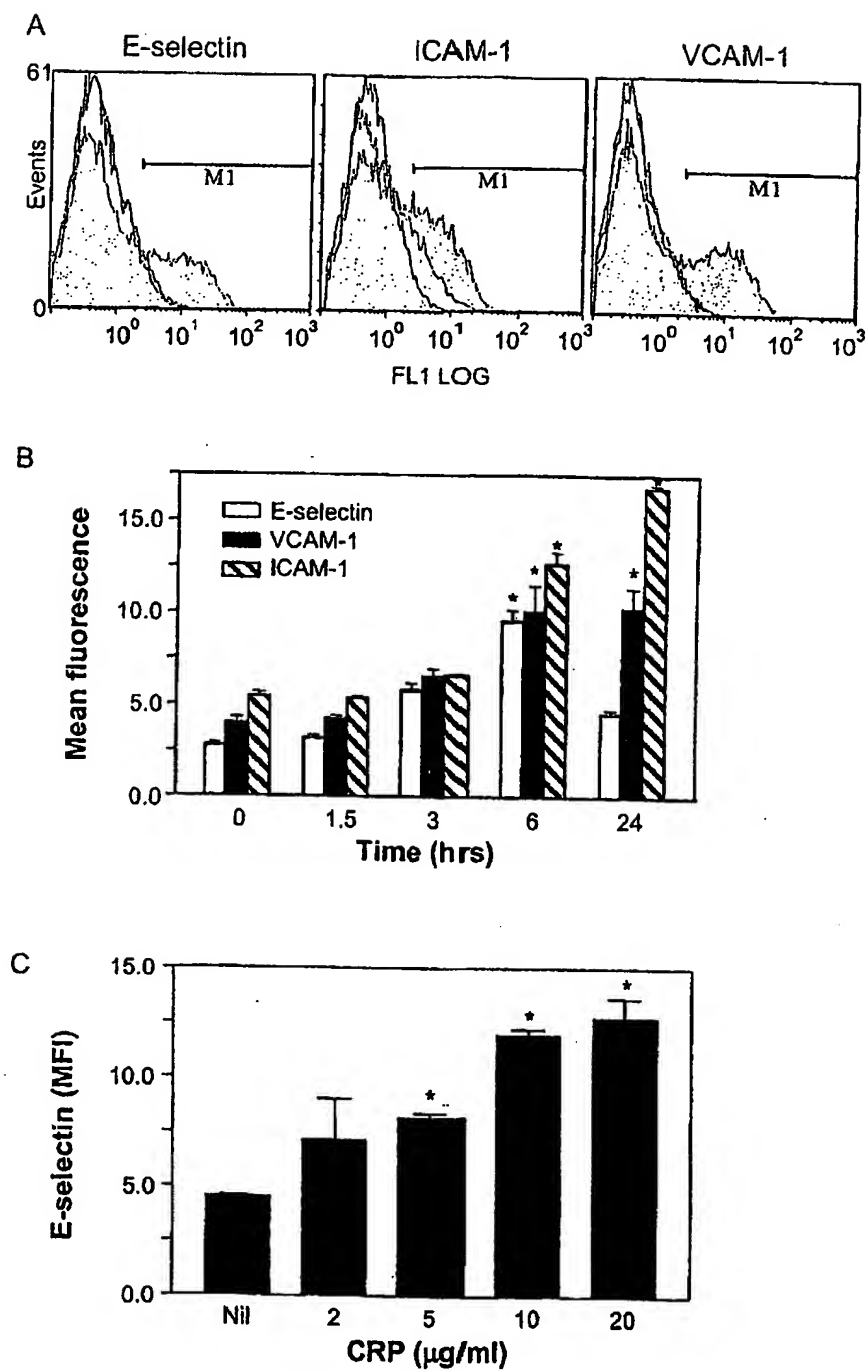 A
E-selectin
ICAM-1
VCAM-1
61
Events
0
M1
M1
M1
10⁰ 10¹ 10² 10³
10⁰ 10¹ 10² 10³
10⁰ 10¹ 10² 10³
FL1 LOG
B
Mean fluorescence
15.0
10.0
5.0
0.0
E-selectin
VCAM-1
ICAM-1
* * *
* *
0 1.5 3 6 24
Time (hrs)
C
E-selectin (MFI)
15.0
10.0
5.0
0.0
* * *
Nil 2 5 10 20
CRP (μg/ml)